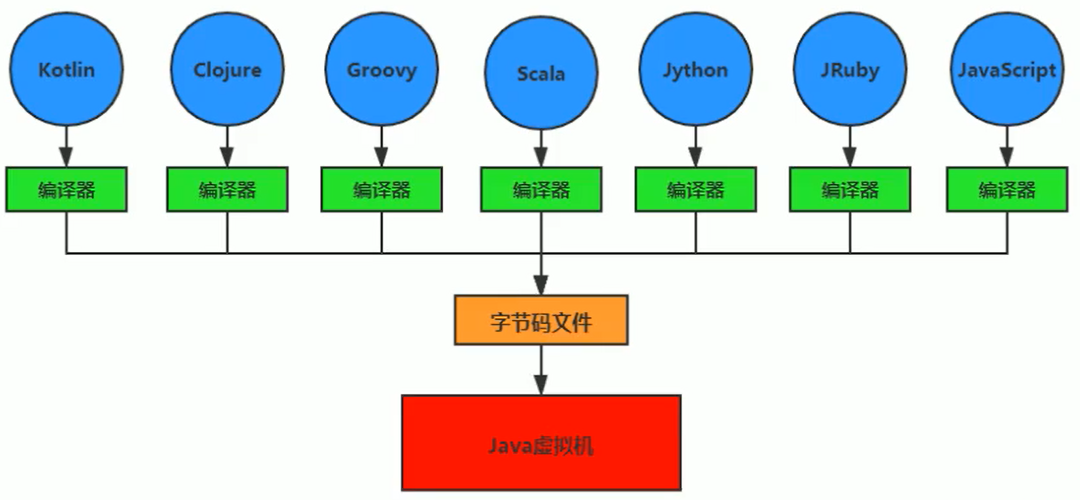 Kotlin
Clojure
Groovy
Scala
Jython
JRuby
JavaScript
编译器
编译器
编译器
编译器
编译器
编译器
编译器
字节码文件
Java虚拟机